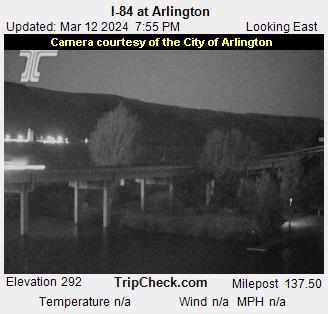 I-84 at Arlington
Updated: Mar 12 2024 7:55 PM Looking East
Camera courtesy of the City of Arlington
Elevation 292 TripCheck.com Milepost 137.50
Temperature n/a Wind n/a MPH n/a